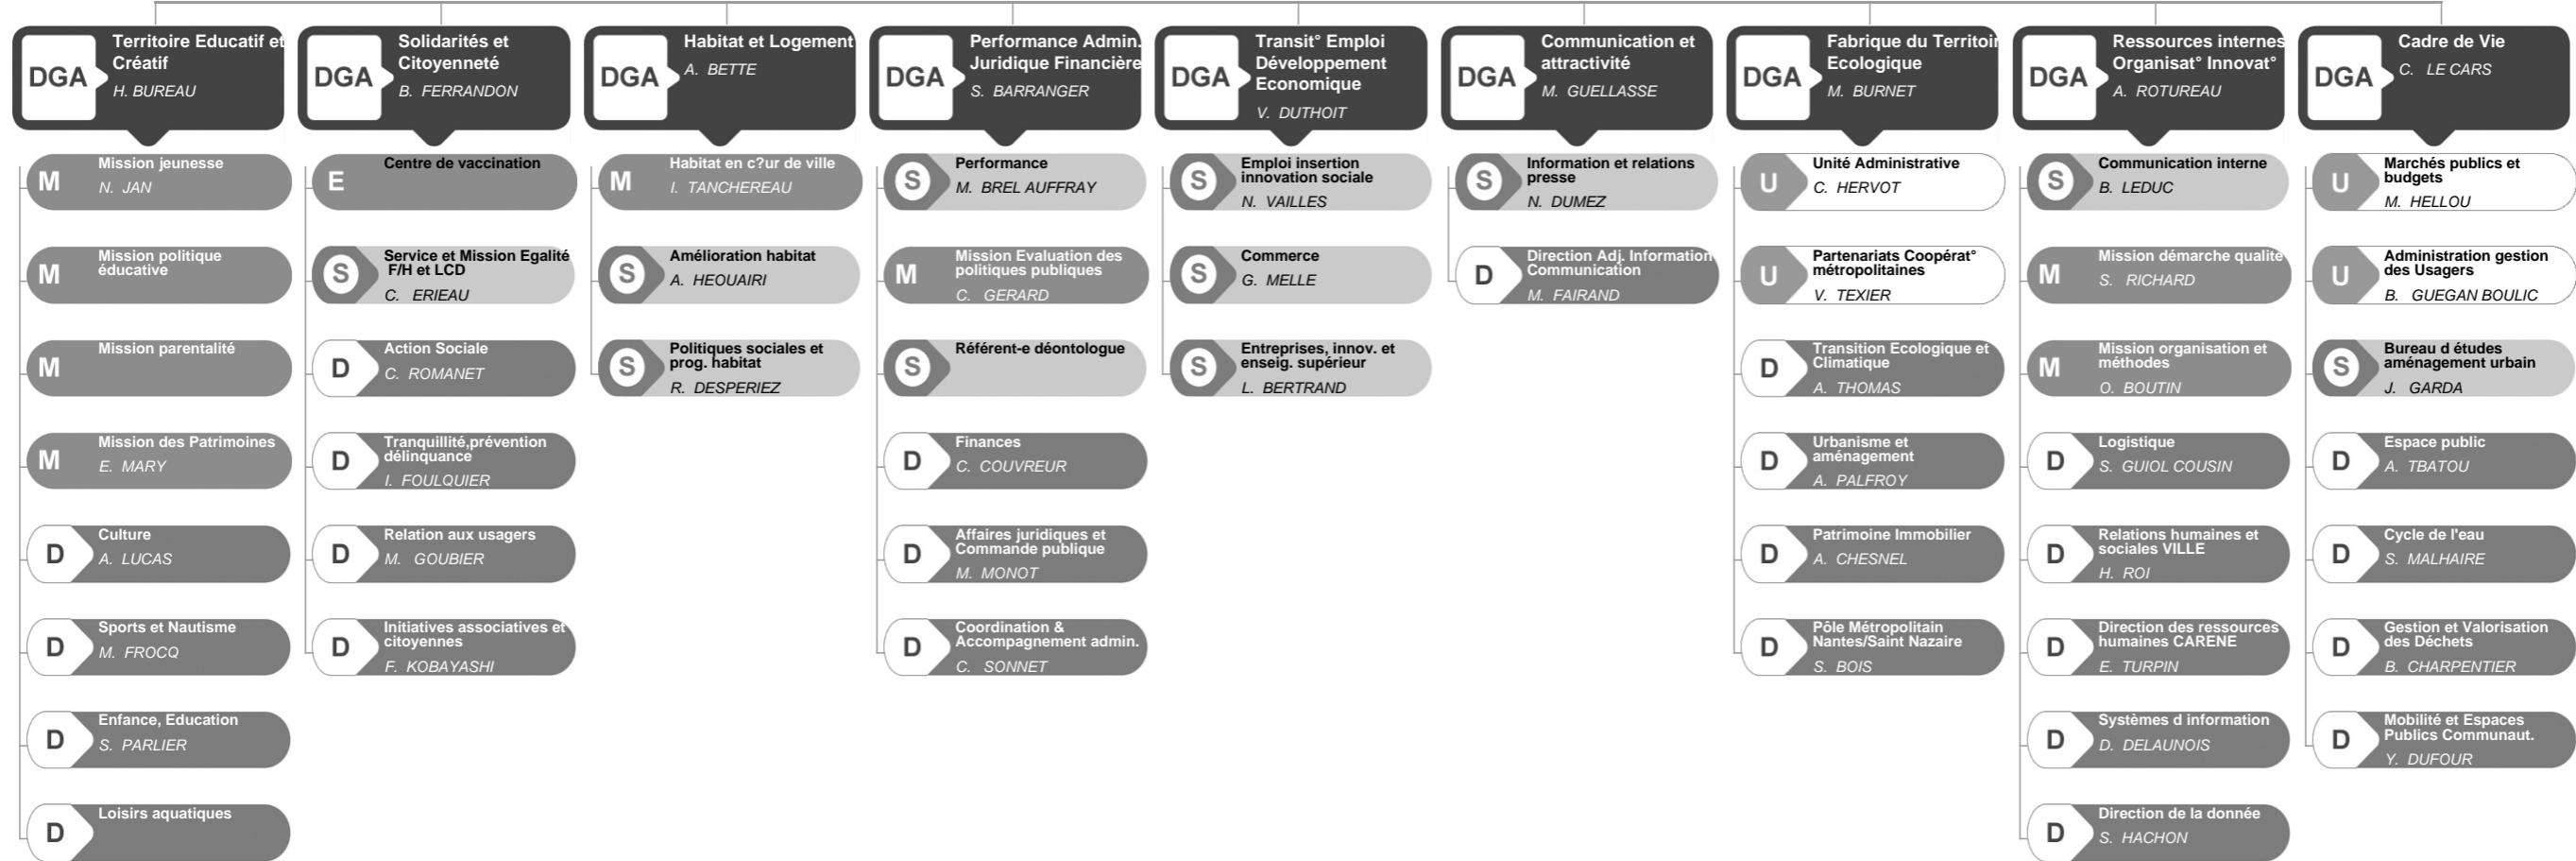 DGA
Territoire Educatif et
Créatif
H. BUREAU
M
Mission jeunesse
N. JAN
M
Mission politique
éducative
M
Mission parentalité
M
Mission des Patrimoines
E. MARY
D
Culture
A. LUCAS
D
Sports et Nautisme
M. FROCQ
D
Enfance, Education
S. PARLIER
D
Loisirs aquatiques
DGA
Solidarités et
Citoyenneté
B. FERRANDON
E
Centre de vaccination
S
Service et Mission Egalité
F/H et LCD
C. ERIEAU
D
Action Sociale
C. ROMANET
D
Tranquillité,prévention
délinquance
I. FOULQUIER
D
Relation aux usagers
M. GOUBIER
D
Initiatives associatives et
citoyennes
F. KOBAYASHI
DGA
Habitat et Logement
A. BETTE
M
Habitat en c?ur de ville
I. TANCHEREAU
S
Amélioration habitat
A. HEOUAIRI
S
Politiques sociales et
prog. habitat
R. DESPERIEZ
DGA
Performance Admin.
Juridique Financière
S. BARRANGER
S
Performance
M. BREL AUFFRAY
M
Mission Evaluation des
politiques publiques
C. GERARD
S
Référent-e déontologue
D
Finances
C. COUVREUR
D
Affaires juridiques et
Commande publique
M. MONOT
D
Coordination &
Accompagnement admin.
C. SONNET
DGA
Transit° Emploi
Développement
Economique
V. DUTHOIT
S
Emploi insertion
innovation sociale
N. VAILLES
S
Commerce
G. MELLE
S
Entreprises, innov. et
enseig. supérieur
L. BERTRAND
DGA
Communication et
attractivité
M. GUELLASSE
S
Information et relations
presse
N. DUMEZ
D
Direction Adj. Information
Communication
M. FAIRAND
DGA
Fabrique du Territoir
Ecologique
M. BURNET
U
Unité Administrative
C. HERVOT
U
Partenariats Coopérat°
métropolitaines
V. TEXIER
D
Transition Ecologique et
Climatique
A. THOMAS
D
Urbanisme et
aménagement
A. PALFROY
D
Patrimoine Immobilier
A. CHESNEL
D
Pôle Métropolitain
Nantes/Saint Nazaire
S. BOIS
DGA
Ressources internes
Organisat° Innovat°
A. ROTUREAU
S
Communication interne
B. LEDUC
M
Mission démarche qualité
S. RICHARD
M
Mission organisation et
méthodes
O. BOUTIN
D
Logistique
S. GUIOL COUSIN
D
Relations humaines et
sociales VILLE
H. ROI
D
Direction des ressources
humaines CARENE
E. TURPIN
D
Systèmes d information
D. DELAUNOIS
D
Direction de la donnée
S. HACHON
DGA
Cadre de Vie
C. LE CARS
U
Marchés publics et
budgets
M. HELLOU
U
Administration gestion
des Usagers
B. GUEGAN BOULIC
S
Bureau d études
aménagement urbain
J. GARDA
D
Espace public
A. TBATOU
D
Cycle de l'eau
S. MALHAIRE
D
Gestion et Valorisation
des Déchets
B. CHARPENTIER
D
Mobilité et Espaces
Publics Communaut.
Y. DUFOUR